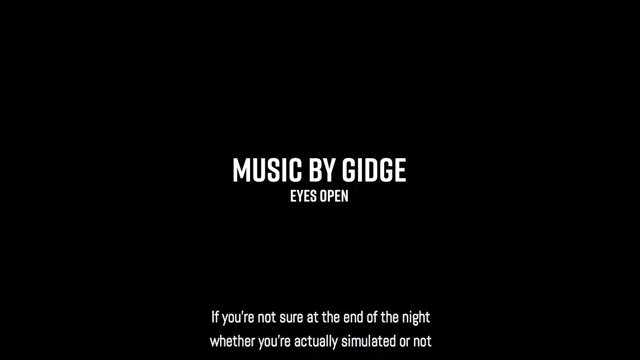 MUSIC BY GIDGE
EYES OPEN
If you're not sure at the end of the night
whether you're actually simulated or not